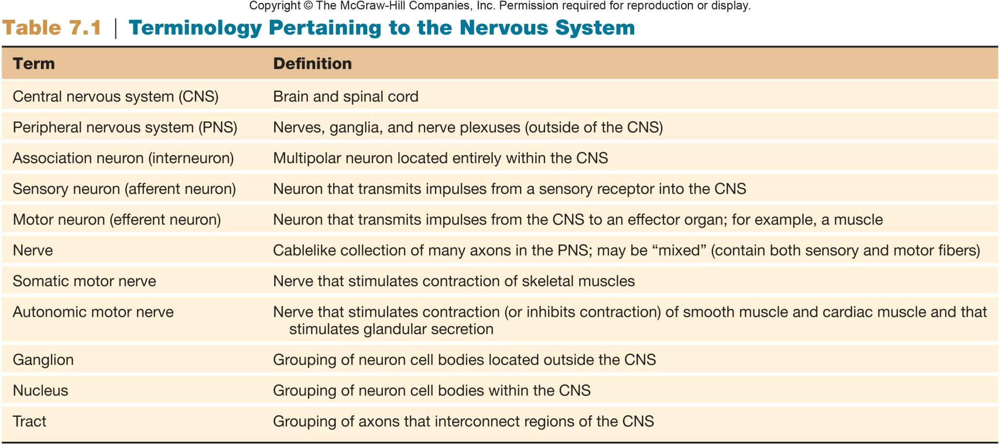 Copyright © The McGraw-Hill Companies, Inc. Permission required for reproduction or display.
Table 7.1 | Terminology Pertaining to the Nervous System
Term Definition
Central nervous system (CNS) Brain and spinal cord
Peripheral nervous system (PNS) Nerves, ganglia, and nerve plexuses (outside of the CNS)
Association neuron (interneuron) Multipolar neuron located entirely within the CNS
Sensory neuron (afferent neuron) Neuron that transmits impulses from a sensory receptor into the CNS
Motor neuron (efferent neuron) Neuron that transmits impulses from the CNS to an effector organ; for example, a muscle
Nerve Cablelike collection of many axons in the PNS; may be “mixed” (contain both sensory and motor fibers)
Somatic motor nerve Nerve that stimulates contraction of skeletal muscles
Autonomic motor nerve Nerve that stimulates contraction (or inhibits contraction) of smooth muscle and cardiac muscle and that
stimulates glandular secretion
Ganglion Grouping of neuron cell bodies located outside the CNS
Nucleus Grouping of neuron cell bodies within the CNS
Tract Grouping of axons that interconnect regions of the CNS